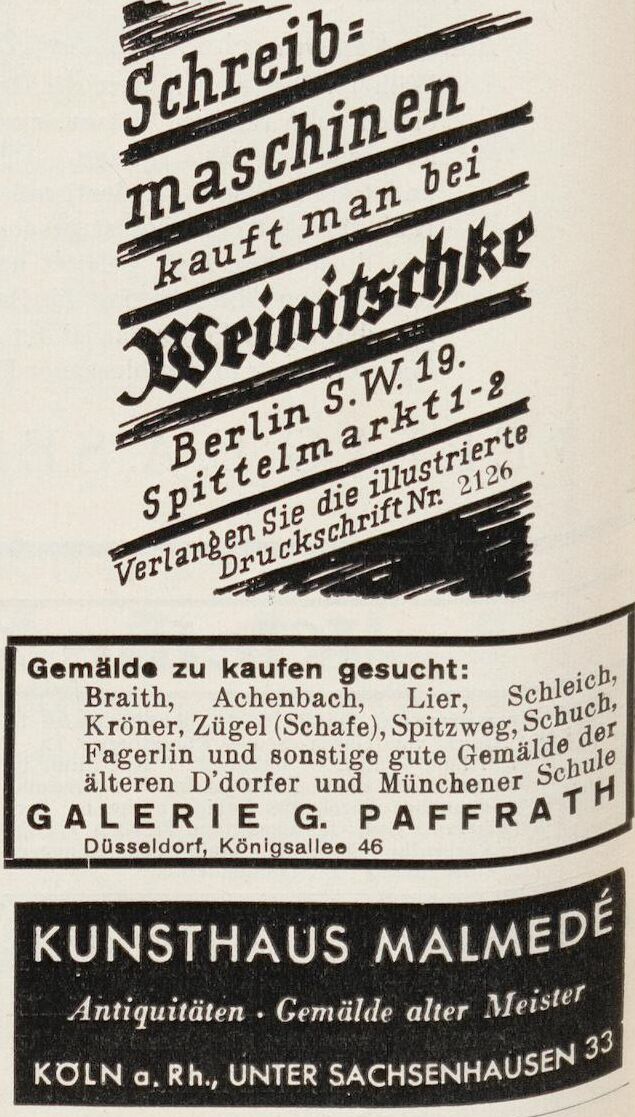 Schreib=
maschinen
kauft man bei
Weinitschke
Berlin S.W. 19.
Spittelmarkt 1-2
Verlangen Sie die illustrierte
Druckschrift Nr. 2126
Gemälde zu kaufen gesucht:
Braith, Achenbach, Lier, Schleich,
Kröner, Zügel (Schafe), Spitzweg, Schuch,
Fagerlin und sonstige gute Gemälde der
älteren D'dorfer und Münchener Schule
GALERIE G. PAFFRATH
Düsseldorf, Königsallee 46
KUNSTHAUS MALMEDÉ
Antiquitäten · Gemälde alter Meister
KÖLN a. Rh., UNTER SACHSENHAUSEN 33